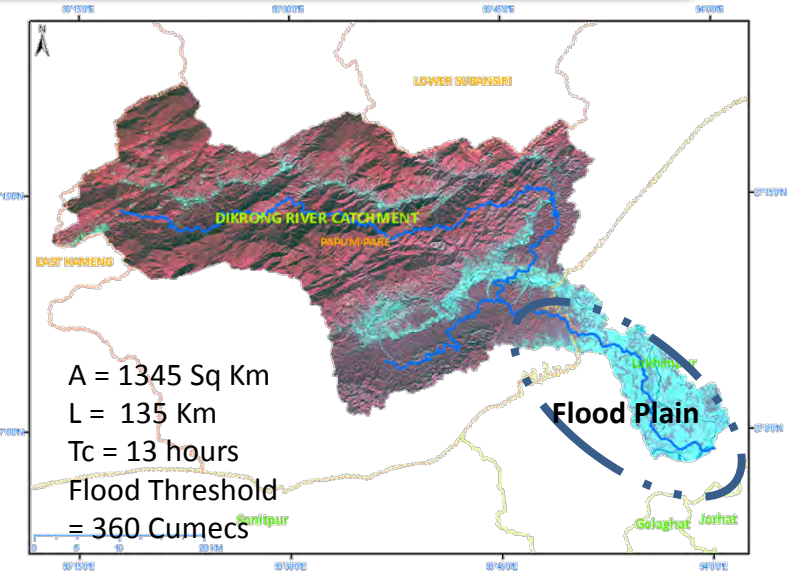 N
LOWER SUBANSIRI
DIKRONG RIVER CATCHMENT
PAPUM PARE
EAST KAMENG
Lakhimpur
Flood Plain
A = 1345 Sq Km
L = 135 Km
Tc = 13 hours
Flood Threshold
= 360 Cumecs
Sonitpur
Golaghat
Jorhat